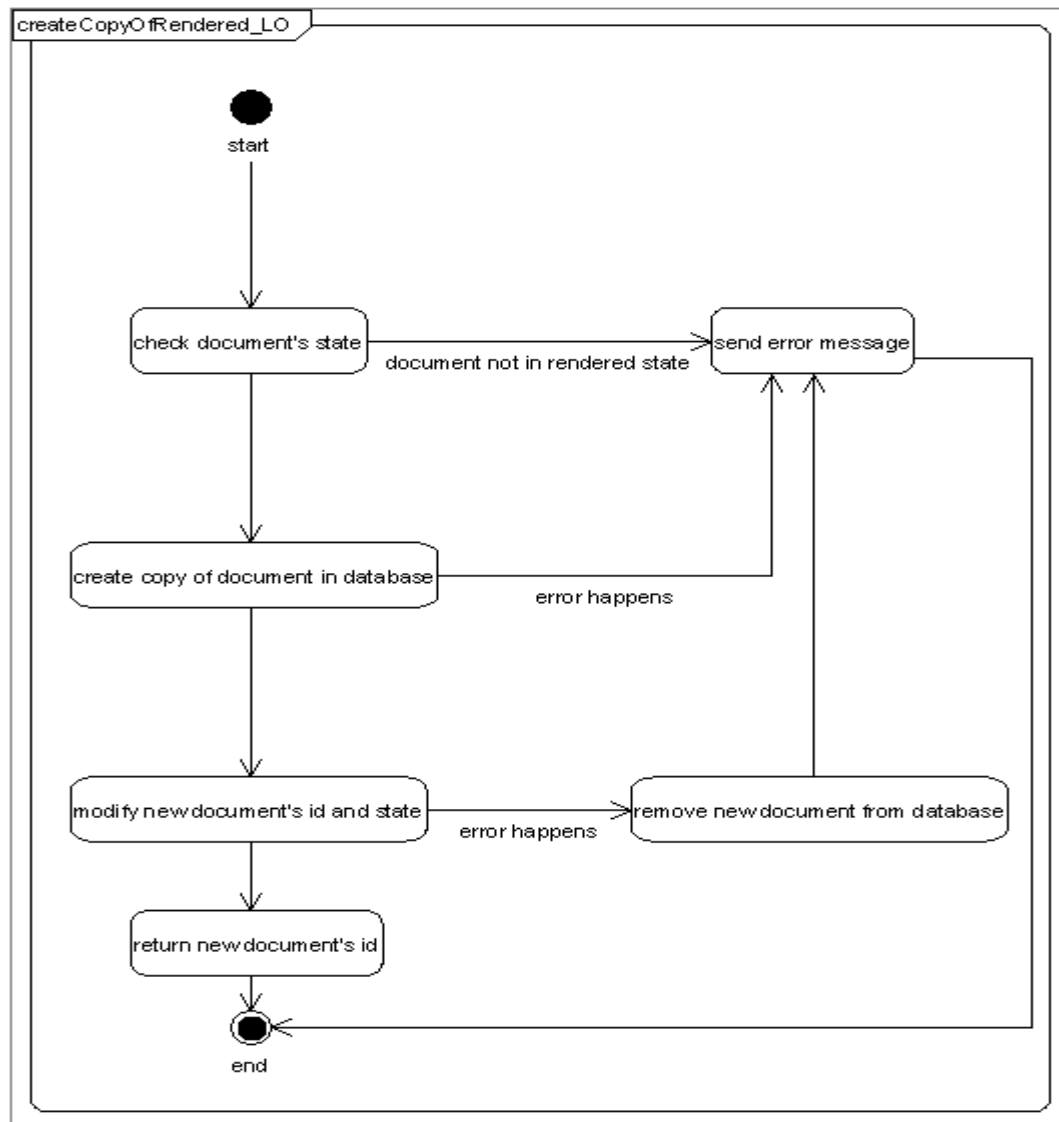 createCopyOfRendered_LO
start
check document's state
send error message
document not in rendered state
create copy of document in database
error happens
modify new document's id and state
remove new document from database
error happens
return new document's id
end